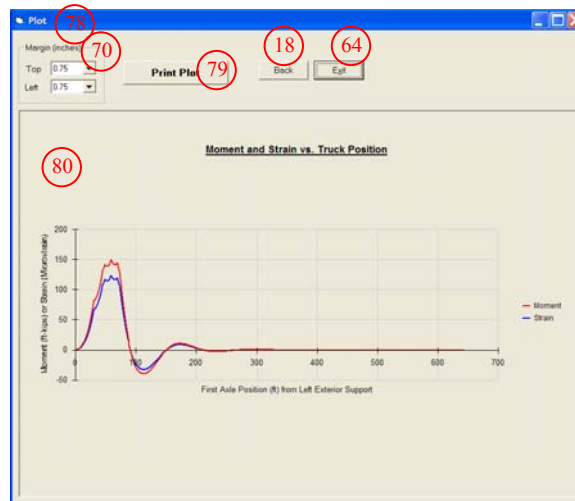 Plot
78
Margin (inches)
70
Top 0.75
Left 0.75
Print Plot
79
18
Back
64
Exit
80
Moment and Strain vs. Truck Position
Moment (ft-kips) or Strain (Microstrain)
200
150
100
50
0
-50
0 100 200 300 400 500 600 700
First Axle Position (ft) from Left Exterior Support
Moment
Strain